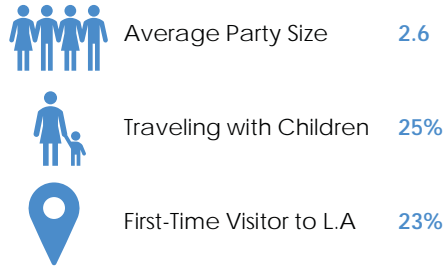 Average Party Size 2.6
Traveling with Children 25%
First-Time Visitor to L.A 23%